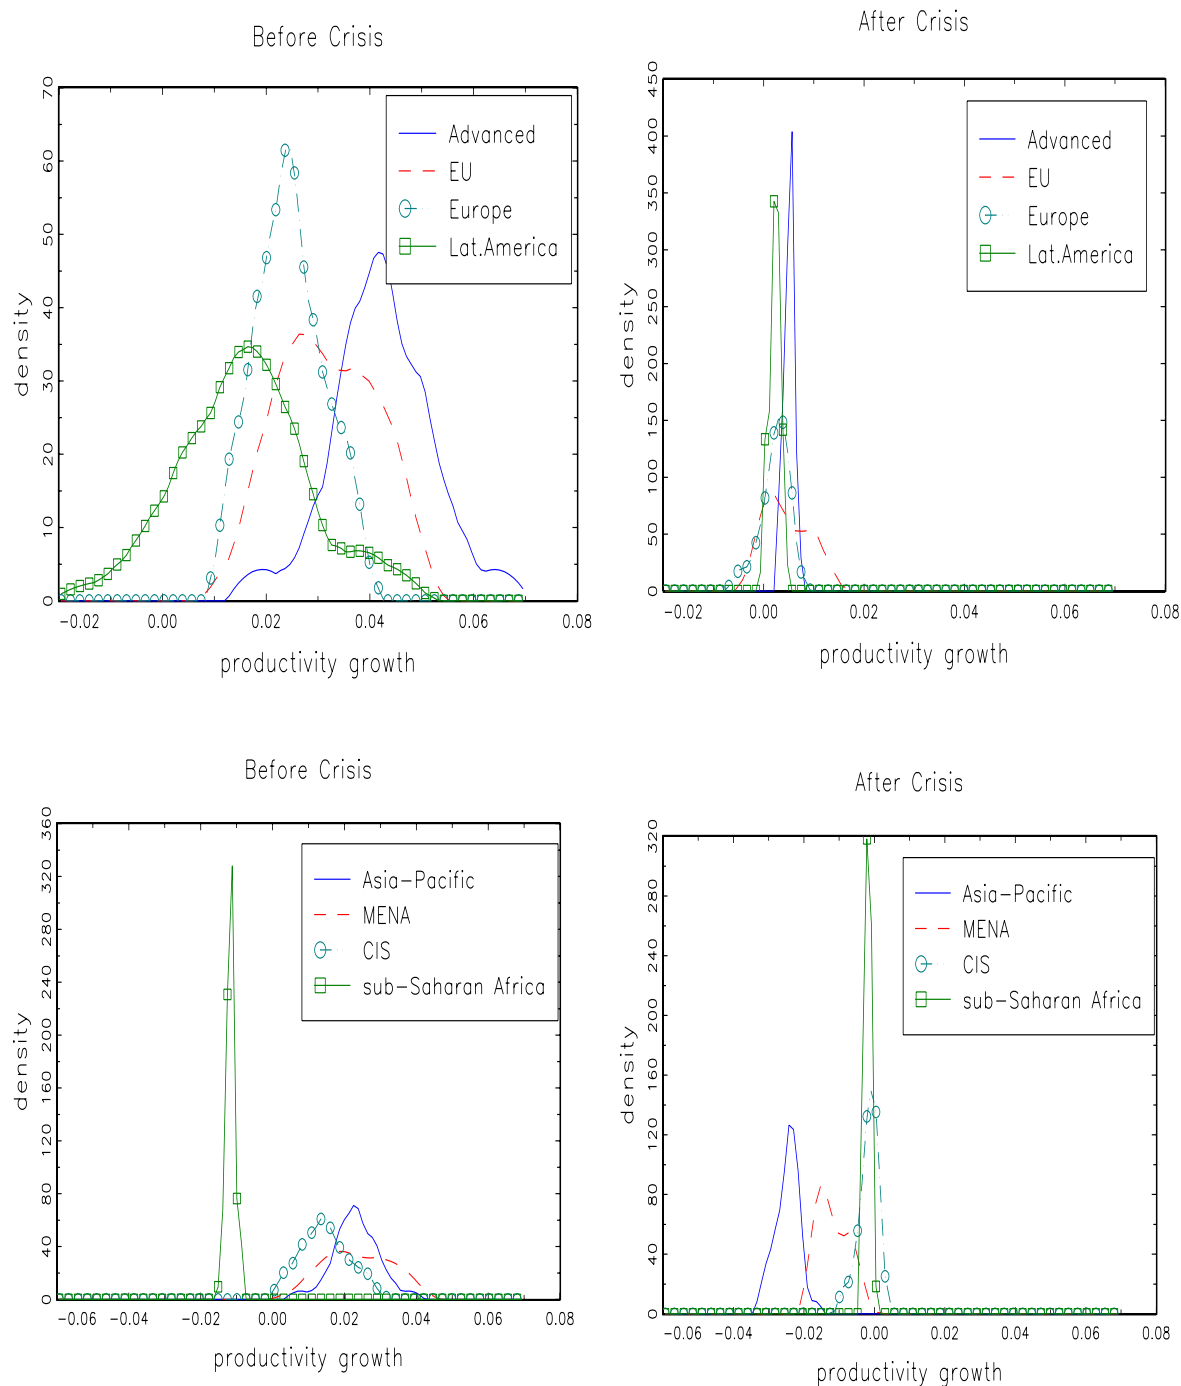 Before Crisis
70
60
50
40
30
20
10
0
density
Advanced
EU
Europe
Lat.America
-0.02 0.00 0.02 0.04 0.06 0.08
productivity growth
After Crisis
450
400
350
300
250
200
150
100
50
0
density
Advanced
EU
Europe
Lat.America
-0.02 0.00 0.02 0.04 0.06 0.08
productivity growth
Before Crisis
360
320
280
240
200
160
120
80
40
0
density
Asia-Pacific
MENA
CIS
sub-Saharan Africa
-0.06 -0.04 -0.02 0.00 0.02 0.04 0.06 0.08
productivity growth
After Crisis
320
280
240
200
160
120
80
40
0
density
Asia-Pacific
MENA
CIS
sub-Saharan Africa
-0.06 -0.04 -0.02 0.00 0.02 0.04 0.06 0.08
productivity growth